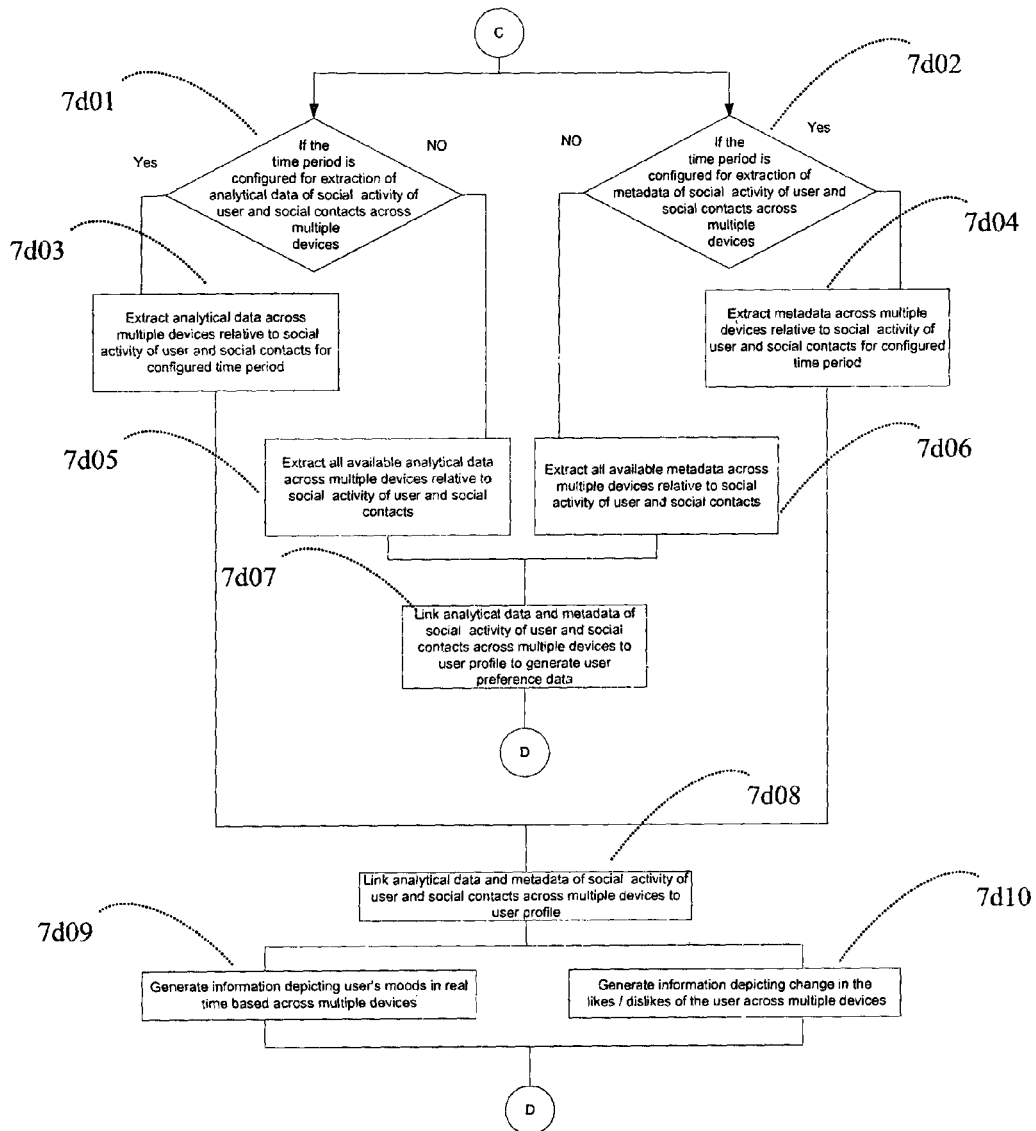 C
7d02
7d01
Yes
NO
If the
time period is
configured for extraction of
analytical data of social activity of
user and social contacts across
multiple
devices
NO
Yes
If the
time period is
configured for extraction of
metadata of social activity of user and
social contacts across
multiple
devices
7d03
7d04
Extract analytical data across
multiple devices relative to social
activity of user and social contacts for
configured time period
Extract metadata across multiple
devices relative to social activity of
user and social contacts for configured
time period
7d05
7d06
Extract all available analytical data
across multiple devices relative to
social activity of user and social
contacts
Extract all available metadata across
multiple devices relative to social
activity of user and social contacts
7d07
Link analytical data and metadata of
social activity of user and social
contacts across multiple devices to
user profile to generate user
preference data
D
7d08
Link analytical data and metadata of social activity of
user and social contacts across multiple devices to
user profile
7d09
7d10
Generate information depicting user's moods in real
time based across multiple devices
Generate information depicting change in the
likes / dislikes of the user across multiple devices
D